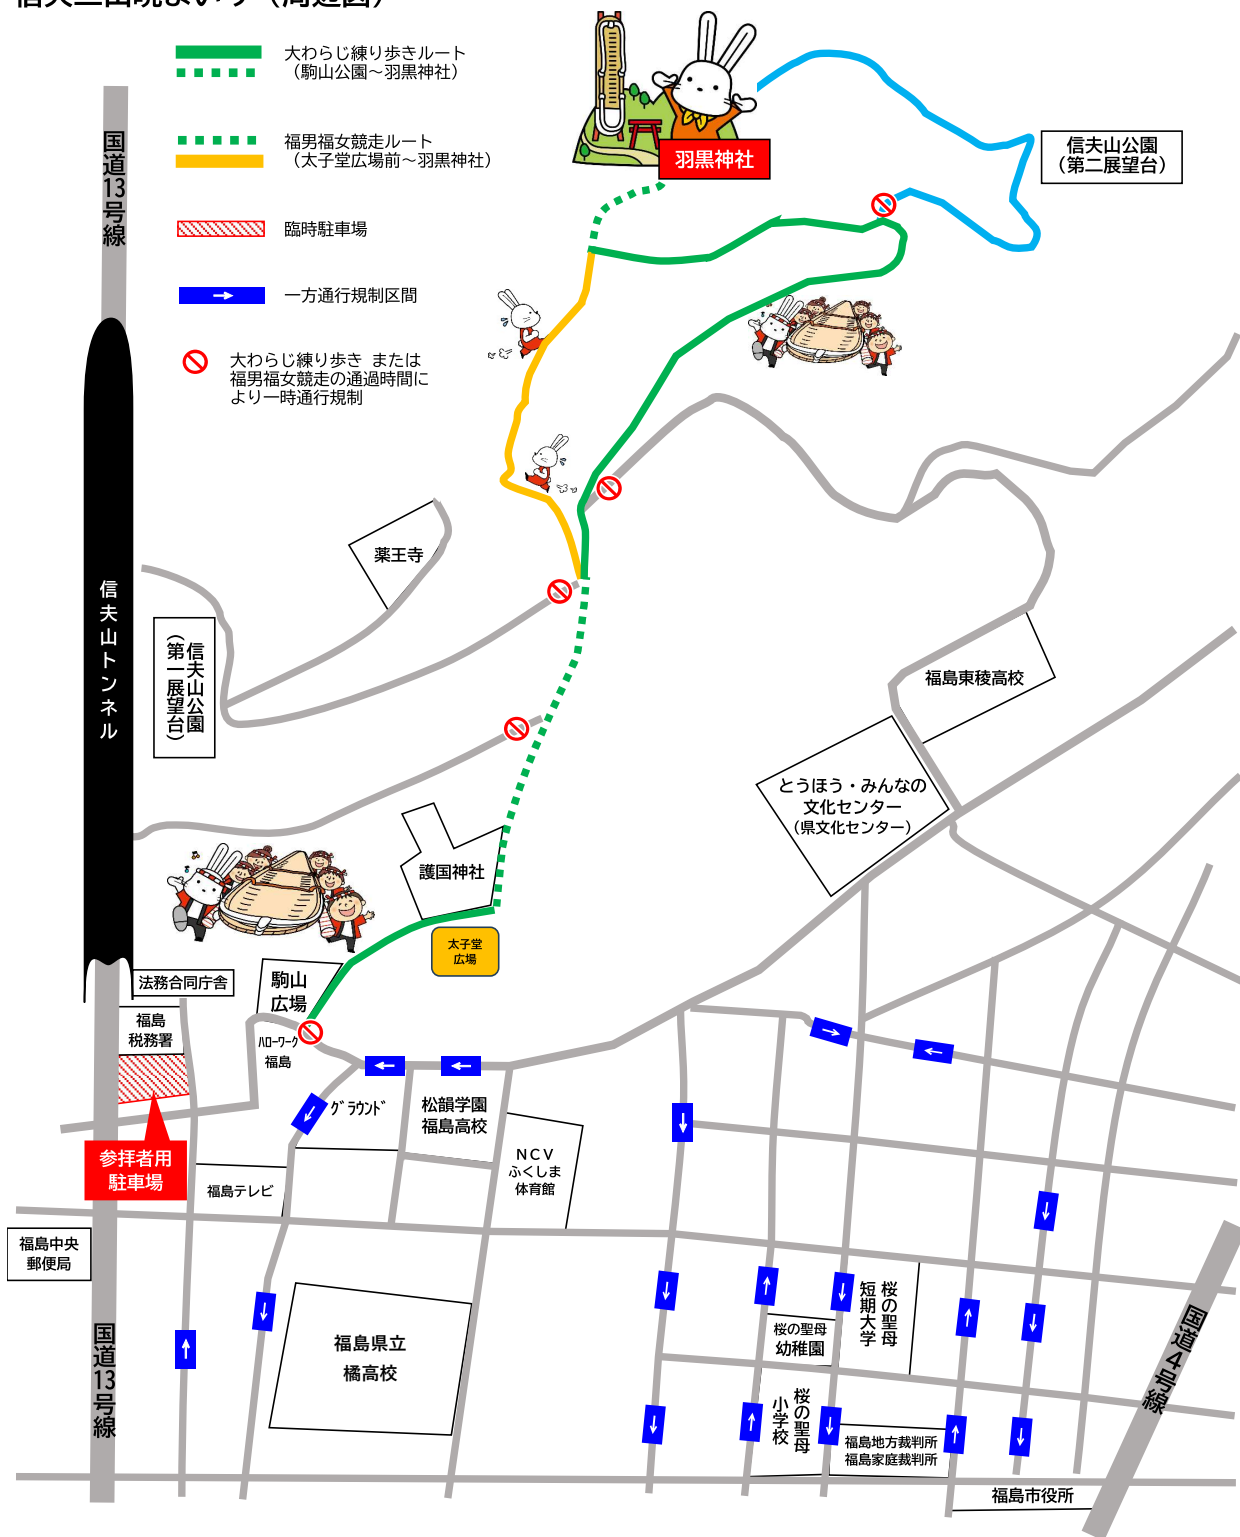 信夫三山暁まいり（周辺図）
大わらじ練り歩きルート
（駒山公園～羽黒神社）
福男福女競走ルート
（太子堂広場前～羽黒神社）
臨時駐車場
一方通行規制区間
大わらじ練り歩き または
福男福女競走の通過時間に
より一時通行規制
国道13号線
羽黒神社
信夫山公園
（第二展望台）
薬王寺
信夫山トンネル
信夫山公園
（第一展望台）
福島東稜高校
とうほう・みんなの
文化センター
（県文化センター）
護国神社
太子堂
広場
駒山
広場
法務合同庁舎
福島
税務署
ﾊﾛｰﾜｰｸ
福島
ｸﾞﾗｳﾝﾄﾞ
松韻学園
福島高校
NCV
ふくしま
体育館
参拝者用
駐車場
福島テレビ
福島中央
郵便局
国道13号線
福島県立
橘高校
桜の聖母
短期大学
桜の聖母
幼稚園
桜の聖母
小学校
福島地方裁判所
福島家庭裁判所
福島市役所
国道4号線